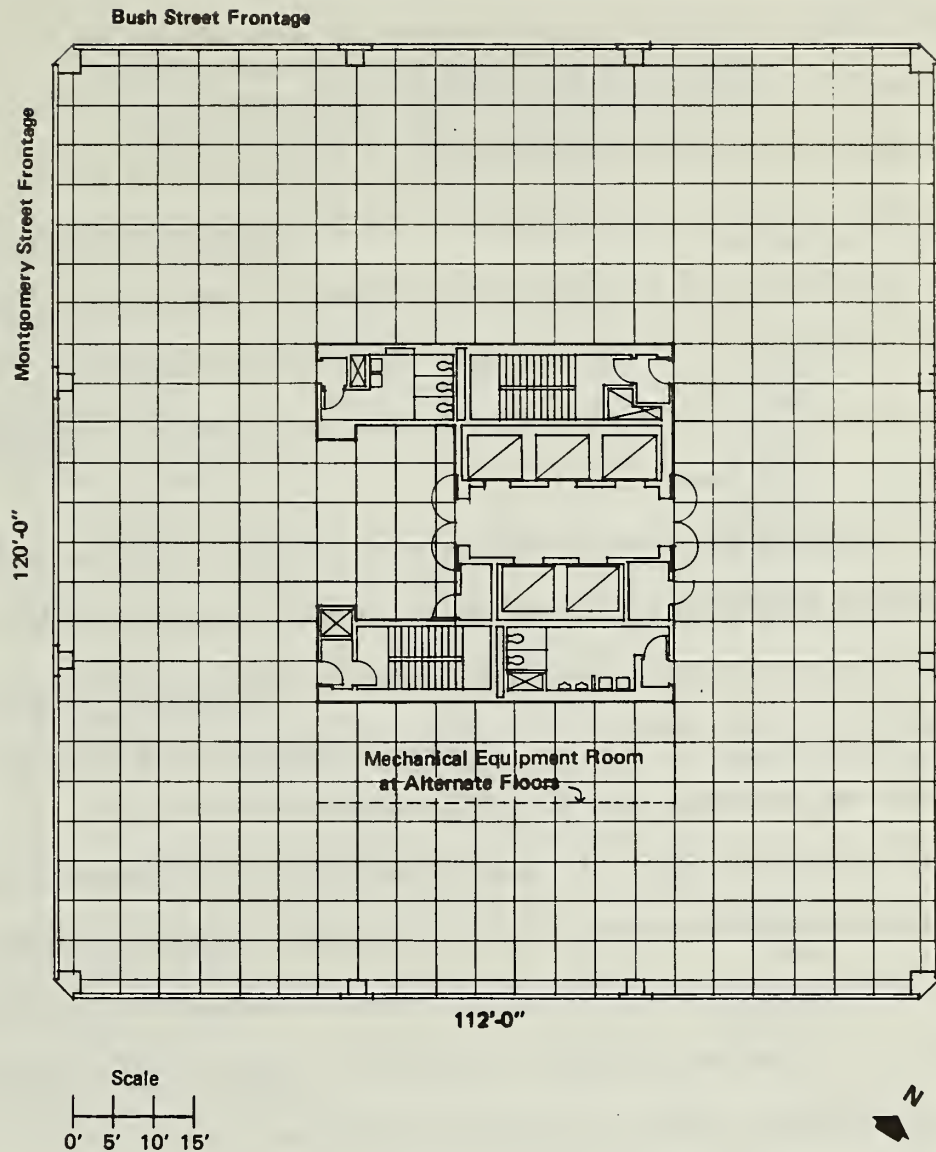 Bush Street Frontage
Montgomery Street Frontage
120'-0"
Mechanical Equipment Room
at Alternate Floors
112'-0"
Scale
0' 5' 10' 15'
N